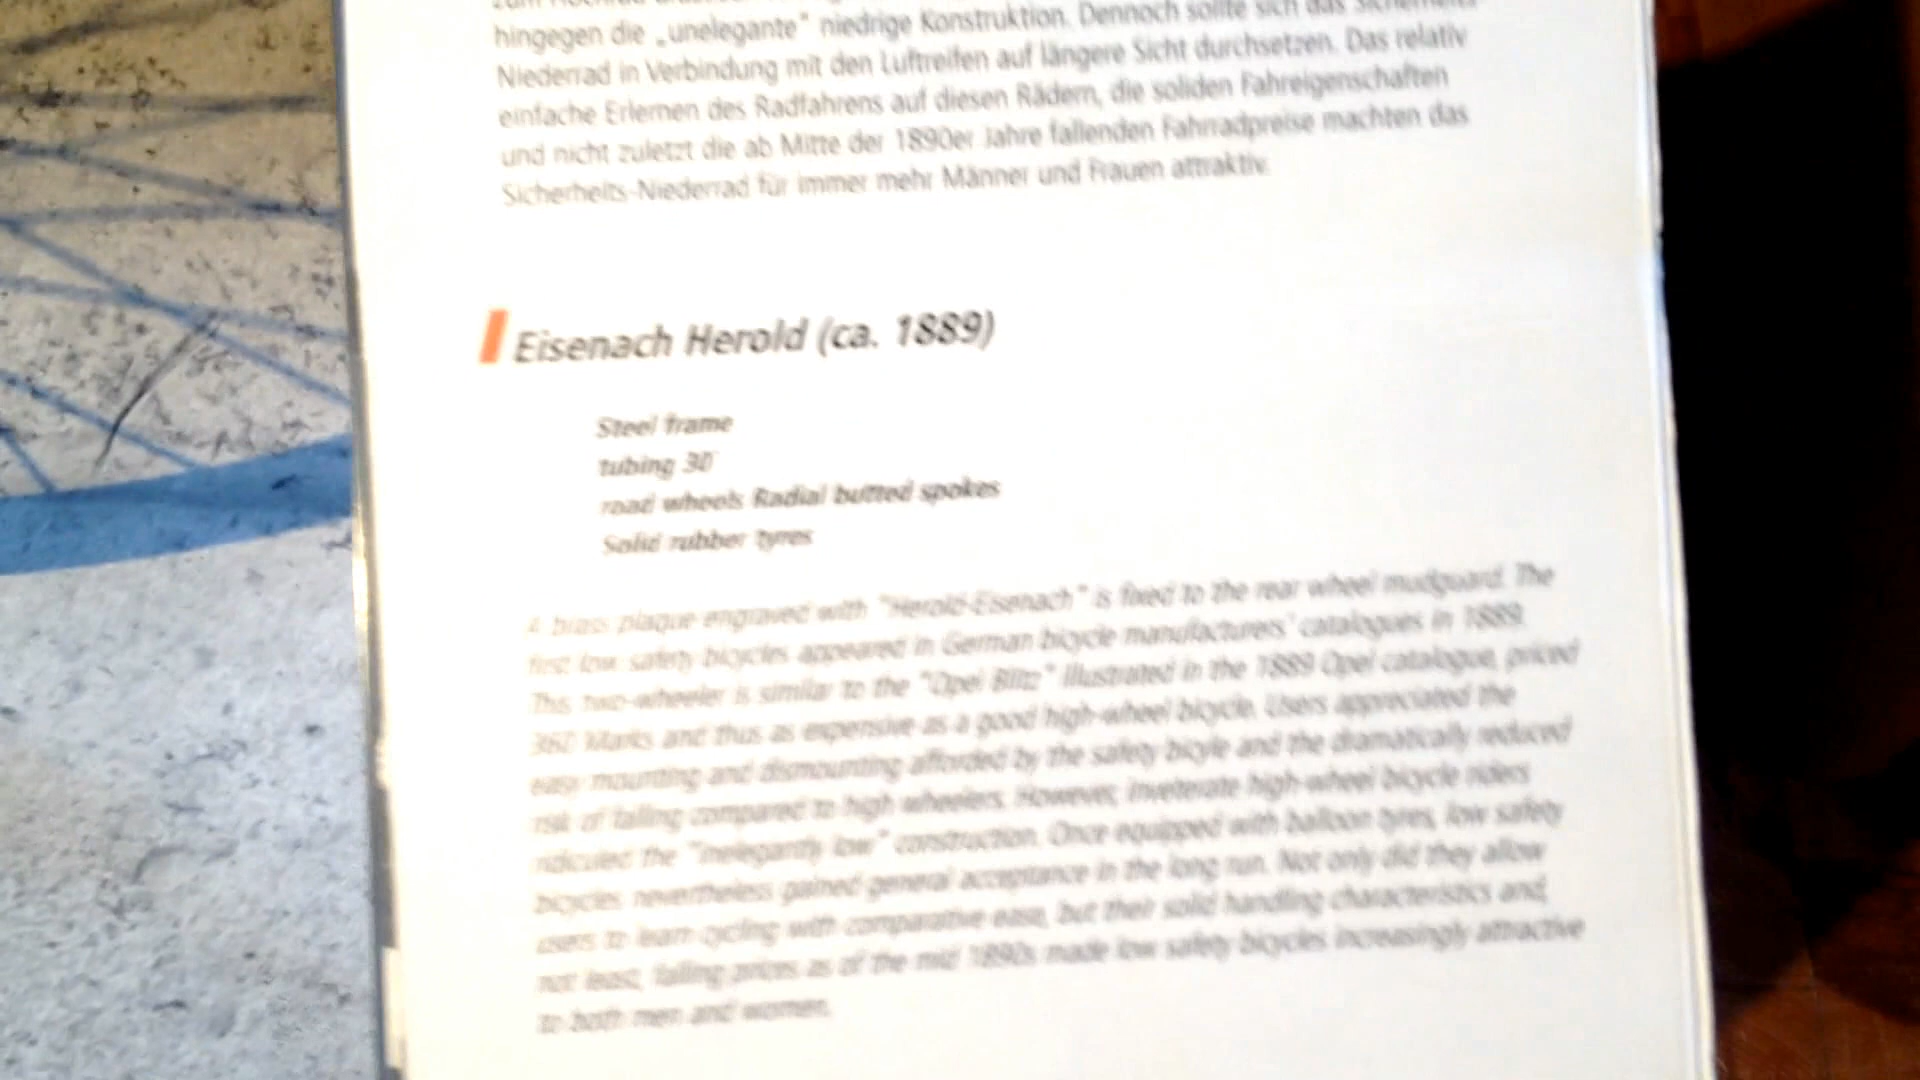 zum Hochrad
hingegen die „unelegante" niedrige Konstruktion. Dennoch sollte sich das Sicherheits-
Niederrad in Verbindung mit den Luftreifen auf längere Sicht durchsetzen. Das relativ
einfache Erlernen des Radfahrens auf diesen Rädern, die soliden Fahreigenschaften
und nicht zuletzt die ab Mitte der 1890er Jahre fallenden Fahrradpreise machten das
Sicherheits-Niederrad für immer mehr Männer und Frauen attraktiv.
Eisenach Herold (ca. 1889)
Steel frame
tubing 30"
road wheels Radial butted spokes
Solid rubber tyres
A brass plaque engraved with "Herold-Eisenach" is fixed to the rear wheel mudguard. The
first low safety bicycles appeared in German bicycle manufacturers' catalogues in 1889.
This two-wheeler is similar to the "Opel Blitz" illustrated in the 1889 Opel catalogue, priced
360 Marks and thus as expensive as a good high-wheel bicycle. Users appreciated the
easy mounting and dismounting afforded by the safety bicyle and the dramatically reduced
risk of falling compared to high wheelers. However, inveterate high-wheel bicycle riders
ridiculed the "inelegantly low" construction. Once equipped with balloon tyres, low safety
bicycles nevertheless gained general acceptance in the long run. Not only did they allow
users to learn cycling with comparative ease, but their solid handling characteristics and,
not least, falling prices as of the mid 1890s made low safety bicycles increasingly attractive
to both men and women.